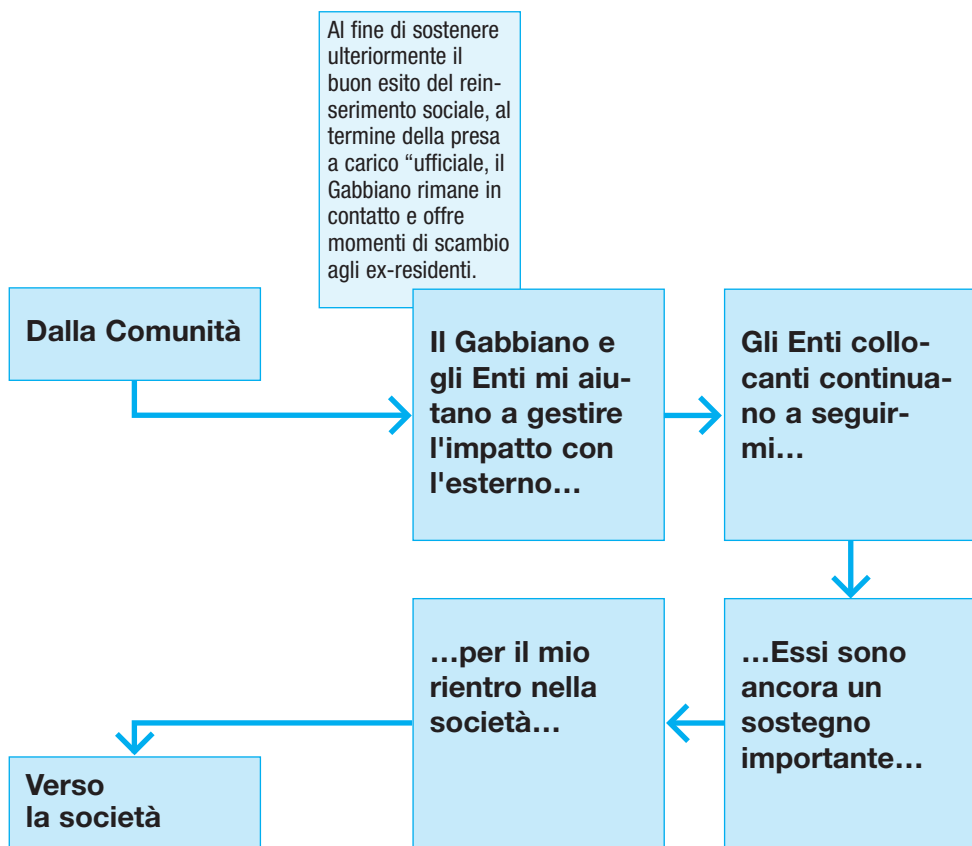 Al fine di sostenere
ulteriormente il
buon esito del rein-
serimento sociale, al
termine della presa
a carico “ufficiale, il
Gabbiano rimane in
contatto e offre
momenti di scambio
agli ex-residenti.
Dalla Comunità
Il Gabbiano e
gli Enti mi aiu-
tano a gestire
l'impatto con
l'esterno...
Gli Enti collo-
canti continua-
no a seguir-
mi...
...Essi sono
ancora un
sostegno
importante...
...per il mio
rientro nella
società...
Verso
la società